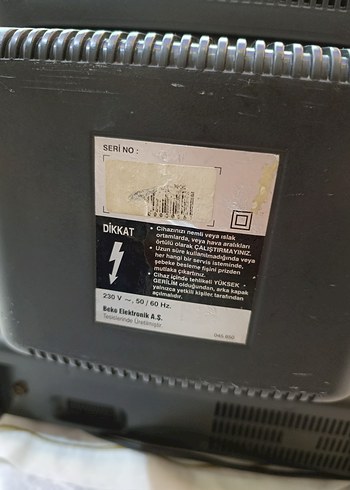 SERİ NO :
DİKKAT
• Cihazınızı nemli veya ıslak
ortamlarda, veya hava aralıkları
örtülü olarak ÇALIŞTIRMAYINIZ.
• Uzun süre kullanılmadığında veya
her hangi bir servis isteminde,
şebeke besleme fişini prizden
mutlaka çıkartınız.
• Cihaz içinde tehlikeli YÜKSEK
GERİLİM olduğundan, arka kapak
yalnızca yetkili kişiler tarafından
açılmalıdır.
230 V ~, 50 / 60 Hz.
Beko Elektronik A.Ş.
Tesislerinde Üretilmiştir.